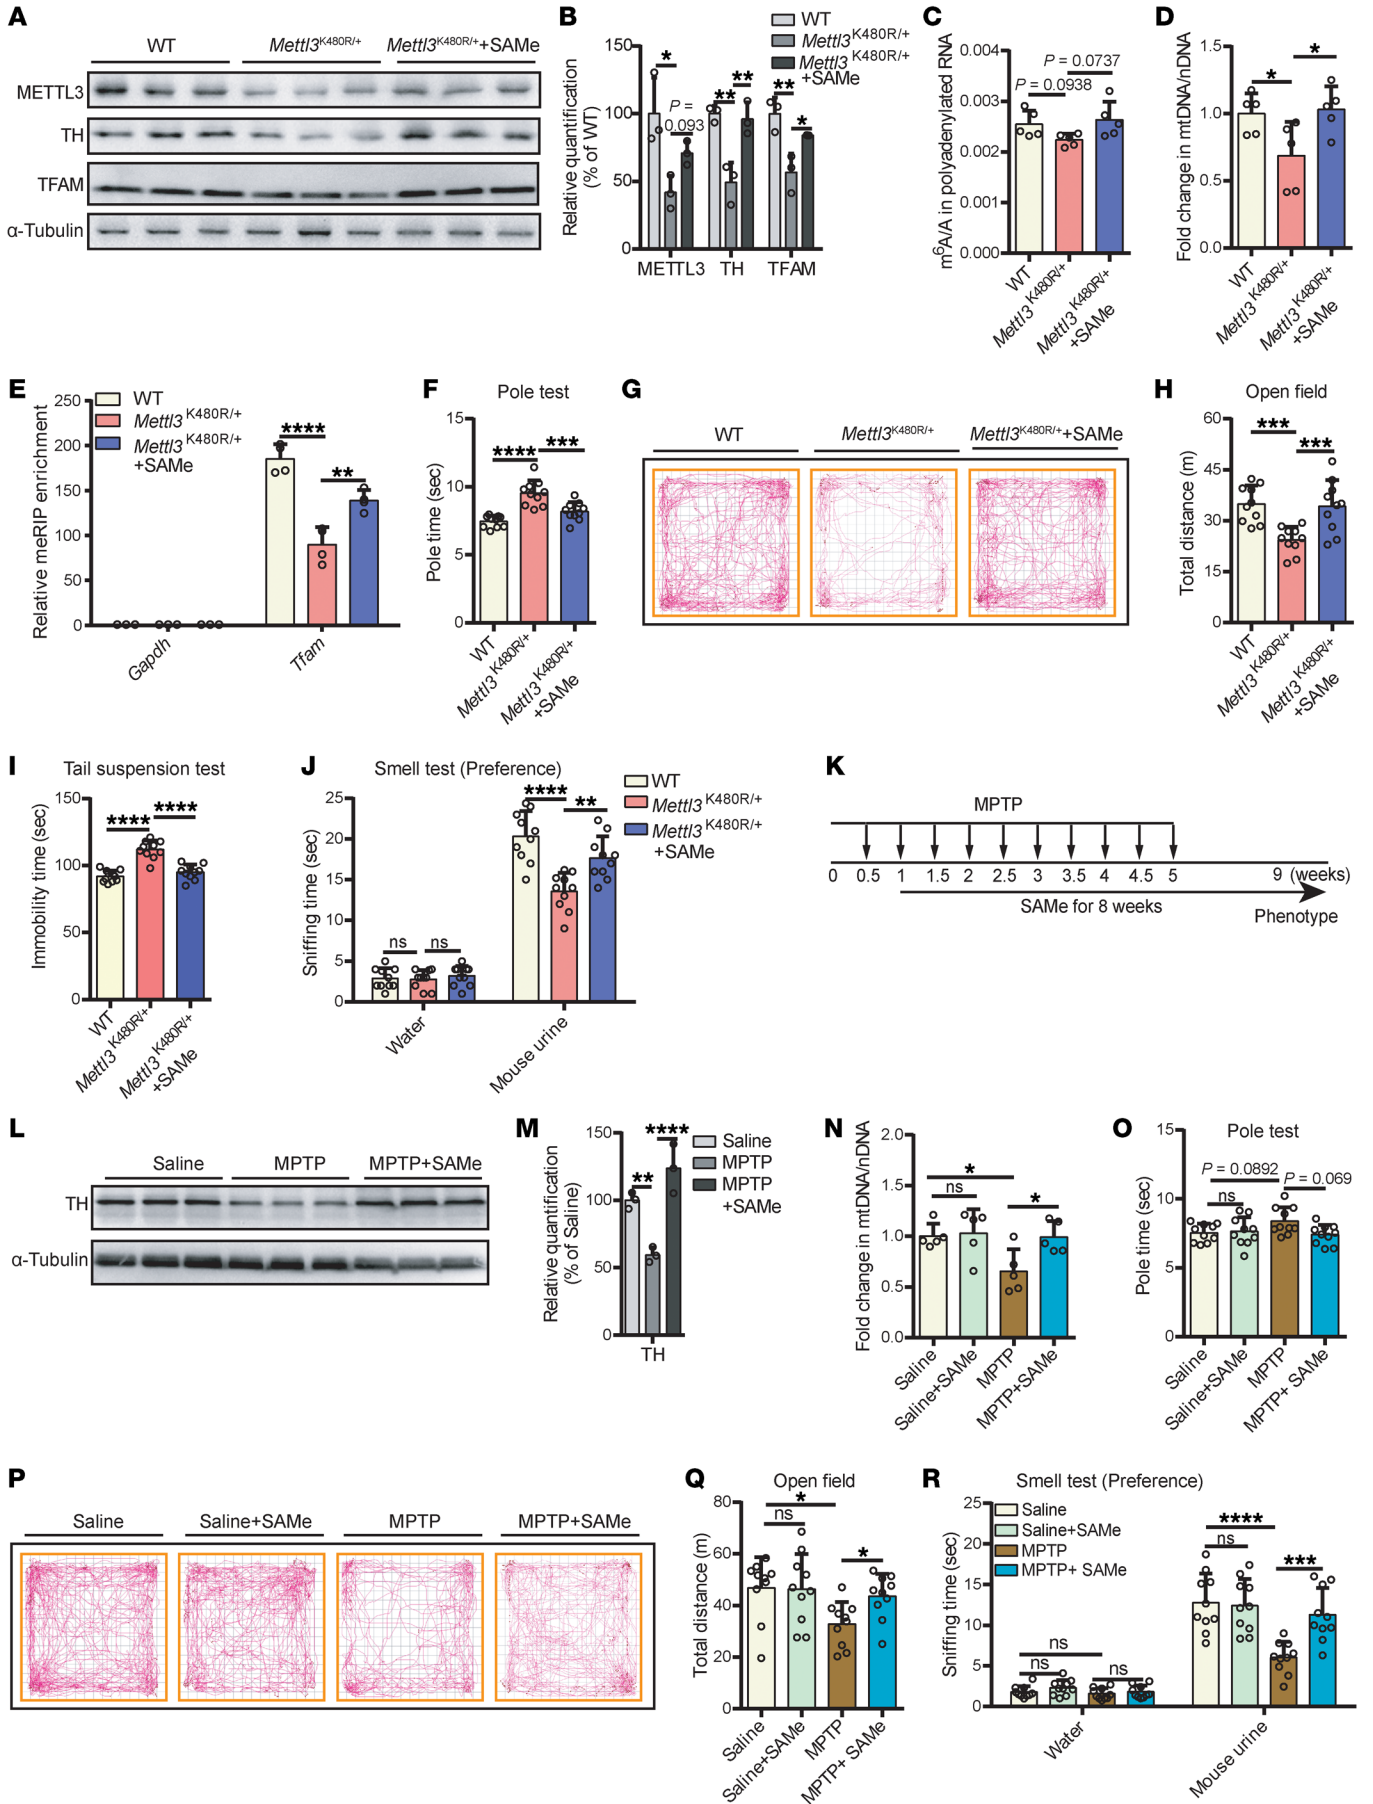 A
WT
Mettl3K480R/+
Mettl3K480R/++SAMe
METTL3
TH
TFAM
α-Tubulin
B
WT
Mettl3K480R/+
Mettl3K480R/+
+SAMe
Relative quantification
(% of WT)
150
100
50
0
*
P =
0.093
**
**
**
*
METTL3
TH
TFAM
C
m6A/A in polyadenylated RNA
0.004
0.003
0.002
0.001
0.000
P = 0.0737
P = 0.0938
WT
Mettl3K480R/+
Mettl3K480R/+
+SAMe
D
Fold change in mtDNA/nDNA
1.5
1.0
0.5
0.0
*
*
WT
Mettl3K480R/+
Mettl3K480R/+
+SAMe
E
Relative meRIP enrichment
250
200
150
100
50
0
WT
Mettl3K480R/+
Mettl3K480R/+
+SAMe
****
**
Gapdh
Tfam
F
Pole test
Pole time (sec)
15
10
5
0
****
***
WT
Mettl3K480R/+
Mettl3K480R/+
+SAMe
G
WT
Mettl3K480R/+
Mettl3K480R/++SAMe
H
Open field
Total distance (m)
60
45
30
15
0
***
***
WT
Mettl3K480R/+
Mettl3K480R/+
+SAMe
I
Tail suspension test
Immobility time (sec)
150
100
50
0
****
****
WT
Mettl3K480R/+
Mettl3K480R/+
+SAMe
J
Smell test (Preference)
Sniffing time (sec)
25
20
15
10
5
0
ns
ns
****
**
Water
Mouse urine
WT
Mettl3K480R/+
Mettl3K480R/+
+SAMe
K
MPTP
0 0.5 1 1.5 2 2.5 3 3.5 4 4.5 5 9 (weeks)
SAMe for 8 weeks
Phenotype
L
Saline
MPTP
MPTP+SAMe
TH
α-Tubulin
M
Relative quantification
(% of Saline)
150
100
50
0
**
****
TH
Saline
MPTP
MPTP
+SAMe
N
Fold change in mtDNA/nDNA
2.0
1.5
1.0
0.5
0.0
*
ns
*
Saline
Saline+SAMe
MPTP
MPTP+SAMe
O
Pole test
Pole time (sec)
15
10
5
0
P = 0.0892
P = 0.069
ns
Saline
Saline+SAMe
MPTP
MPTP+ SAMe
P
Saline
Saline+SAMe
MPTP
MPTP+SAMe
Q
Open field
Total distance (m)
80
60
40
20
0
*
ns
*
Saline
Saline+SAMe
MPTP
MPTP+ SAMe
R
Smell test (Preference)
Sniffing time (sec)
25
20
15
10
5
0
Saline
Saline+SAMe
MPTP
MPTP+ SAMe
ns
ns
ns
****
ns
***
Water
Mouse urine